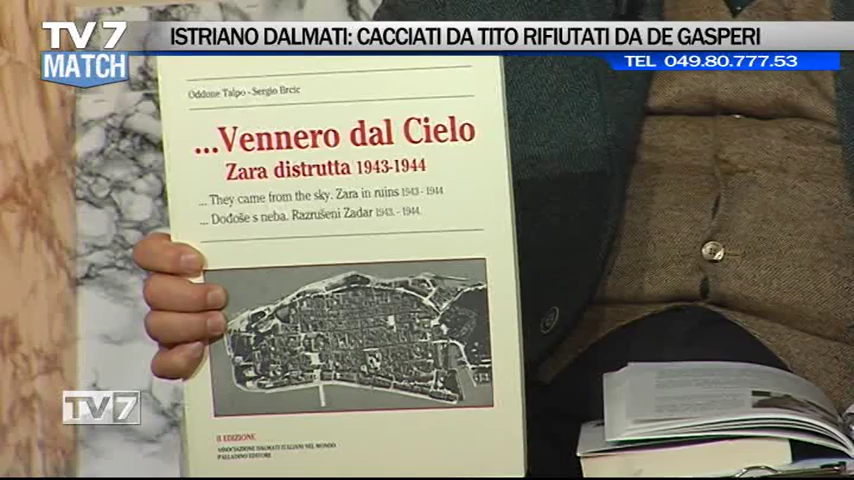 TV7
MATCH
ISTRIANO DALMATI: CACCIATI DA TITO RIFIUTATI DA DE GASPERI
TEL 049.80.777.53
Oddone Talpo - Sergio Brcic
...Vennero dal Cielo
Zara distrutta 1943-1944
... They came from the sky. Zara in ruins 1943 - 1944
... Dođoše s neba. Razrušeni Zadar 1943. - 1944.
II EDIZIONE
ASSOCIAZIONE DALMATI ITALIANI NEL MONDO
PALLADINO EDITORE
TV7